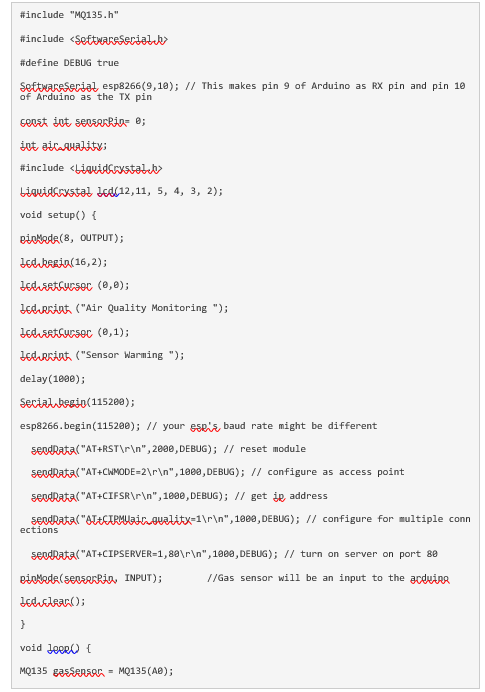 #include "MQ135.h"
#include <SoftwareSerial.h>
#define DEBUG true
SoftwareSerial esp8266(9,10); // This makes pin 9 of Arduino as RX pin and pin 10
of Arduino as the TX pin
const int sensorPin= 0;
int air_quality;
#include <LiquidCrystal.h>
LiquidCrystal lcd(12,11, 5, 4, 3, 2);
void setup() {
pinMode(8, OUTPUT);
lcd.begin(16,2);
lcd.setCursor (0,0);
lcd.print ("Air Quality Monitoring ");
lcd.setCursor (0,1);
lcd.print ("Sensor Warming ");
delay(1000);
Serial.begin(115200);
esp8266.begin(115200); // your esp's baud rate might be different
sendData("AT+RST\r\n",2000,DEBUG); // reset module
sendData("AT+CWMODE=2\r\n",1000,DEBUG); // configure as access point
sendData("AT+CIFSR\r\n",1000,DEBUG); // get ip address
sendData("AT+CIPMUair_quality=1\r\n",1000,DEBUG); // configure for multiple conn
ections
sendData("AT+CIPSERVER=1,80\r\n",1000,DEBUG); // turn on server on port 80
pinMode(sensorPin, INPUT);        //Gas sensor will be an input to the arduino
lcd.clear();
}
void loop() {
MQ135 gasSensor = MQ135(A0);